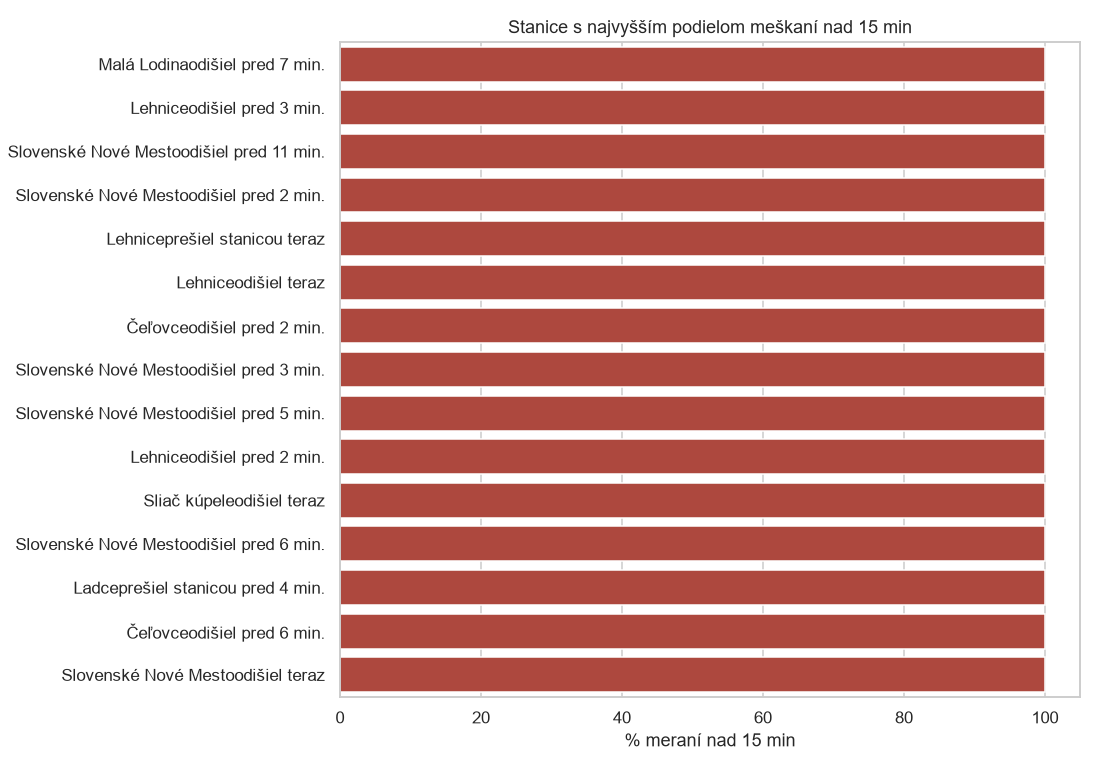 Stanice s najvyšším podielom meškaní nad 15 min
Malá Lodinaodišiel pred 7 min.
Lehniceodišiel pred 3 min.
Slovenské Nové Mestoodišiel pred 11 min.
Slovenské Nové Mestoodišiel pred 2 min.
Lehniceprešiel stanicou teraz
Lehniceodišiel teraz
Čeľovceodišiel pred 2 min.
Slovenské Nové Mestoodišiel pred 3 min.
Slovenské Nové Mestoodišiel pred 5 min.
Lehniceodišiel pred 2 min.
Sliač kúpeleodišiel teraz
Slovenské Nové Mestoodišiel pred 6 min.
Ladceprešiel stanicou pred 4 min.
Čeľovceodišiel pred 6 min.
Slovenské Nové Mestoodišiel teraz
0 20 40 60 80 100
% meraní nad 15 min